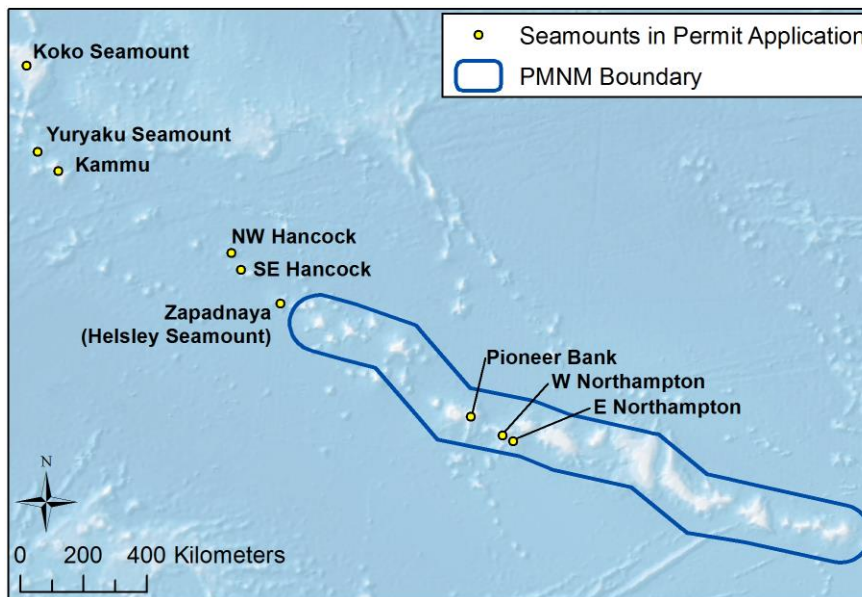 Koko Seamount
Seamounts in Permit Application
PMNM Boundary
Yuryaku Seamount
Kammu
NW Hancock
SE Hancock
Zapadnaya
(Helsley Seamount)
Pioneer Bank
W Northampton
E Northampton
N
0 200 400 Kilometers